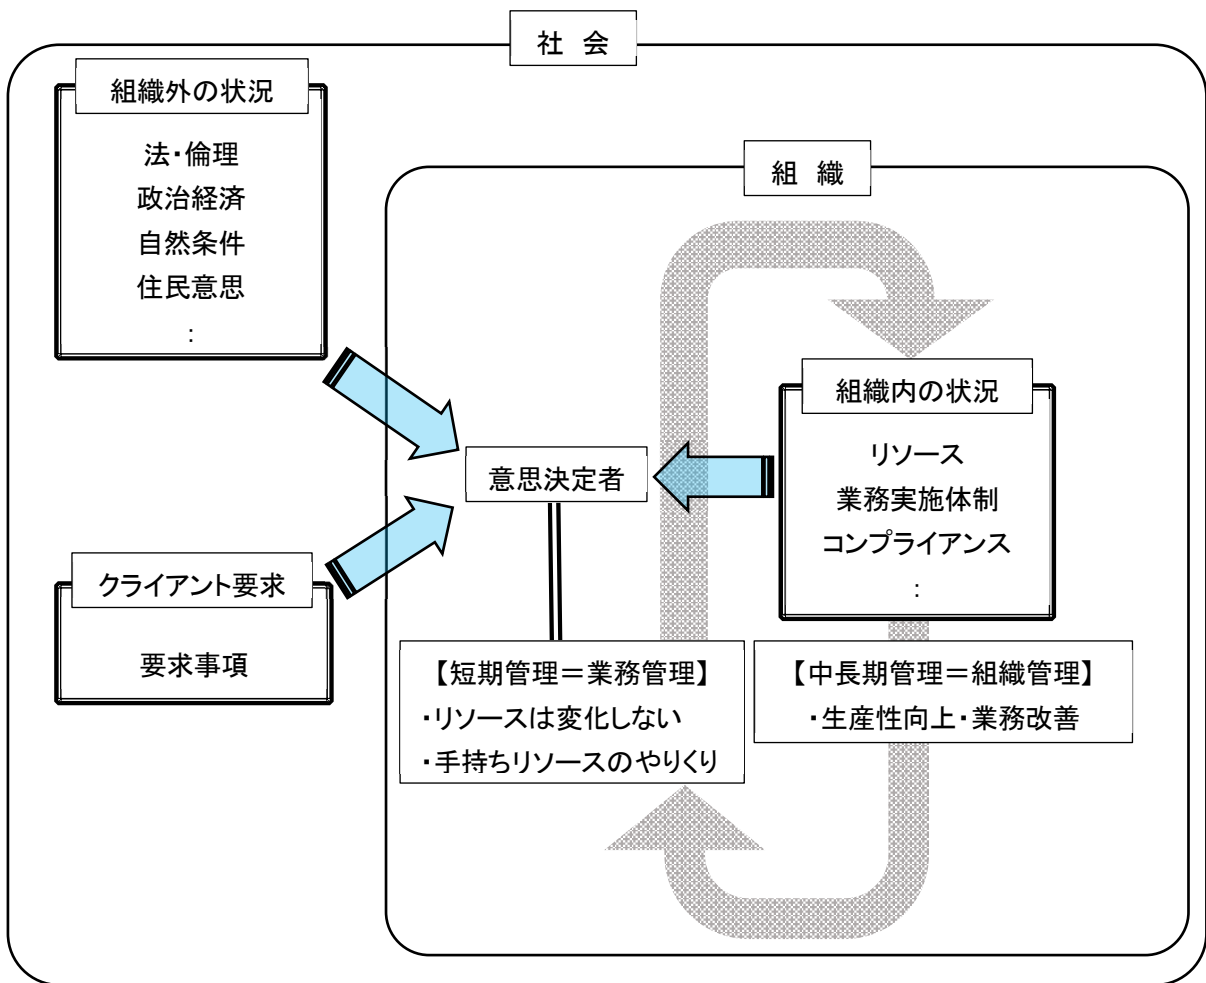 社 会
組織外の状況
法・倫理
政治経済
自然条件
住民意思
:
組 織
組織内の状況
リソース
業務実施体制
コンプライアンス
:
意思決定者
クライアント要求
要求事項
【短期管理=業務管理】
・リソースは変化しない
・手持ちリソースのやりくり
【中長期管理=組織管理】
・生産性向上・業務改善